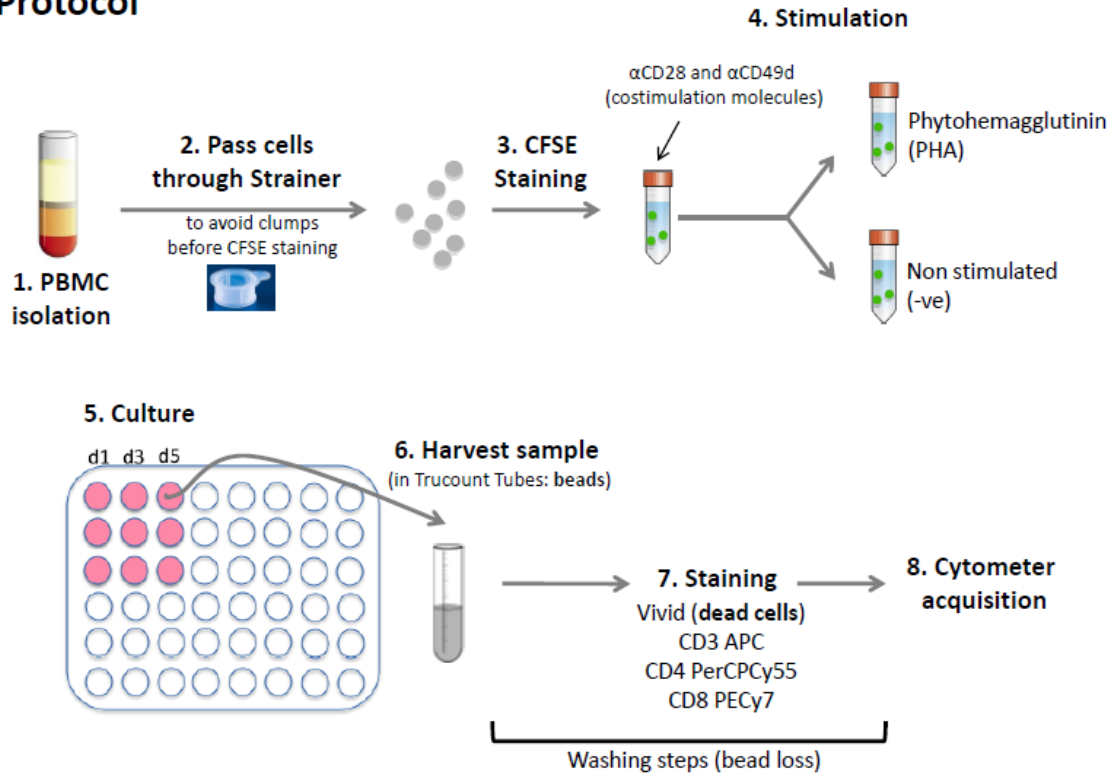 Protocol
4. Stimulation
αCD28 and αCD49d
(costimulation molecules)
Phytohemagglutinin
(PHA)
2. Pass cells
through Strainer
to avoid clumps
before CFSE staining
3. CFSE
Staining
1. PBMC
isolation
Non stimulated
(-ve)
5. Culture
d1 d3 d5
6. Harvest sample
(in Trucount Tubes: beads)
7. Staining
Vivid (dead cells)
CD3 APC
CD4 PerCPCy55
CD8 PECy7
8. Cytometer
acquisition
Washing steps (bead loss)